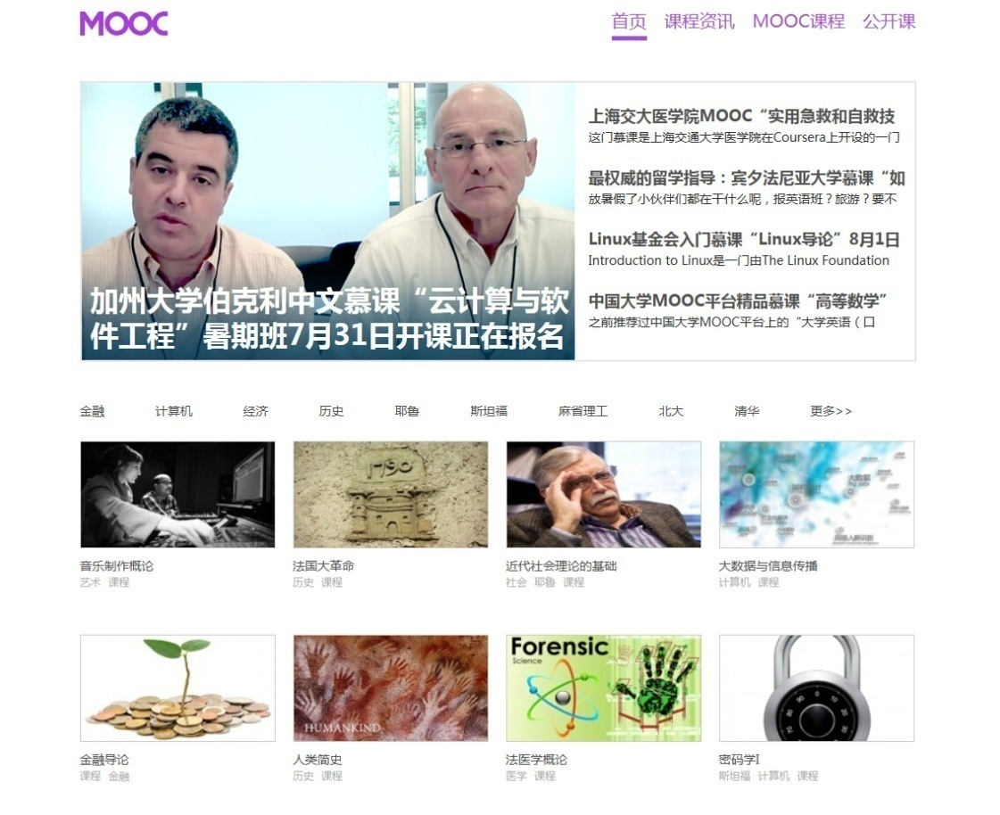 MOOC
首页 课程资讯 MOOC课程 公开课
加州大学伯克利中文慕课“云计算与软
件工程”暑期班7月31日开课正在报名
上海交大医学院MOOC“实用急救和自救技
这门慕课是上海交通大学医学院在Coursera上开设的一门
最权威的留学指导：宾夕法尼亚大学慕课“如
放暑假了小伙伴们都在干什么呢，报英语班？旅游？要不
Linux基金会入门慕课“Linux导论”8月1日
Introduction to Linux是一门由The Linux Foundation
中国大学MOOC平台精品慕课“高等数学”
之前推荐过中国大学MOOC平台上的“大学英语（口
金融 计算机 经济 历史 耶鲁 斯坦福 麻省理工 北大 清华 更多>>
1790
大数据
音乐制作概论
艺术 课程
法国大革命
历史 课程
近代社会理论的基础
社会 耶鲁 课程
大数据与信息传播
计算机 课程
HUMANKIND
Forensic
Science
0
10
20
30
70
80
90
金融导论
课程 金融
人类简史
历史 课程
法医学概论
医学 课程
密码学I
斯坦福 计算机 课程